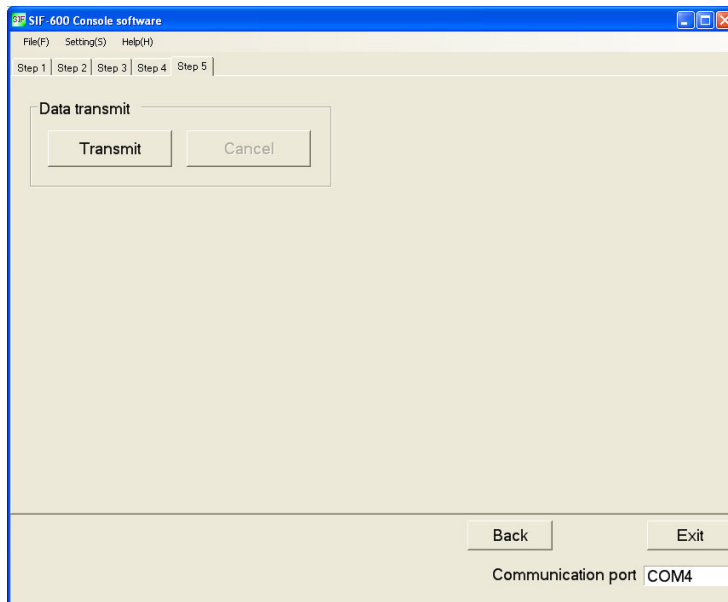 SIF SIF-600 Console software
File(F) Setting(S) Help(H)
Step 1 Step 2 Step 3 Step 4 Step 5
Data transmit
Transmit Cancel
Back Exit
Communication port COM4